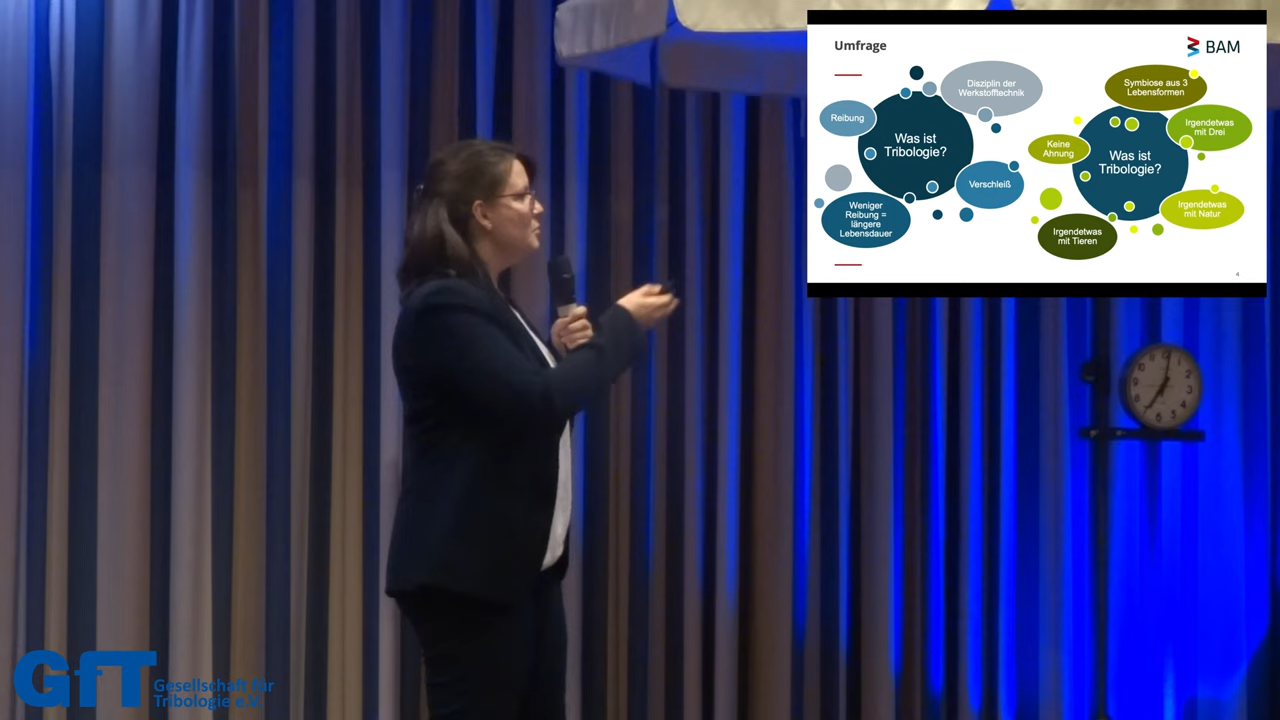 Umfrage
BAM
Disziplin der
Werkstofftechnik
Reibung
Was ist
Tribologie?
Verschleiß
Weniger
Reibung =
längere
Lebensdauer
Symbiose aus 3
Lebensformen
Irgendetwas
mit Drei
Keine
Ahnung
Was ist
Tribologie?
Irgendetwas
mit Natur
Irgendetwas
mit Tieren
4
GfT
Gesellschaft für
Tribologie e.V.